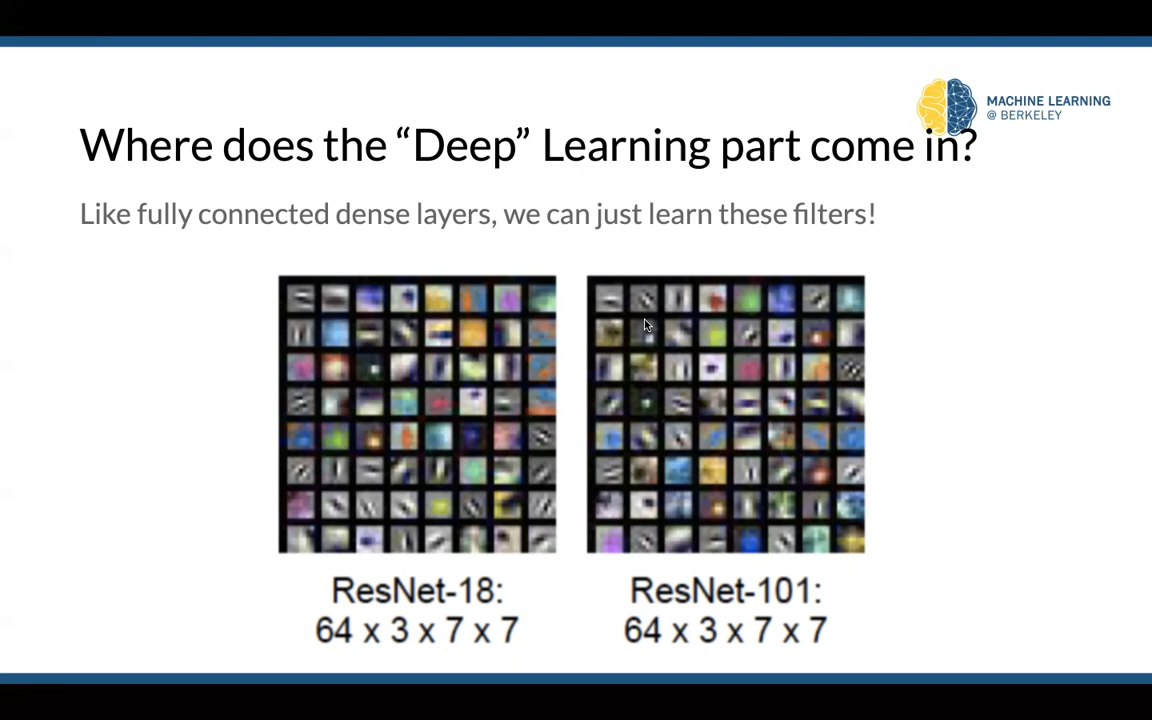 MACHINE LEARNING
@ BERKELEY
Where does the “Deep” Learning part come in?
Like fully connected dense layers, we can just learn these filters!
ResNet-18:
64 x 3 x 7 x 7
ResNet-101:
64 x 3 x 7 x 7